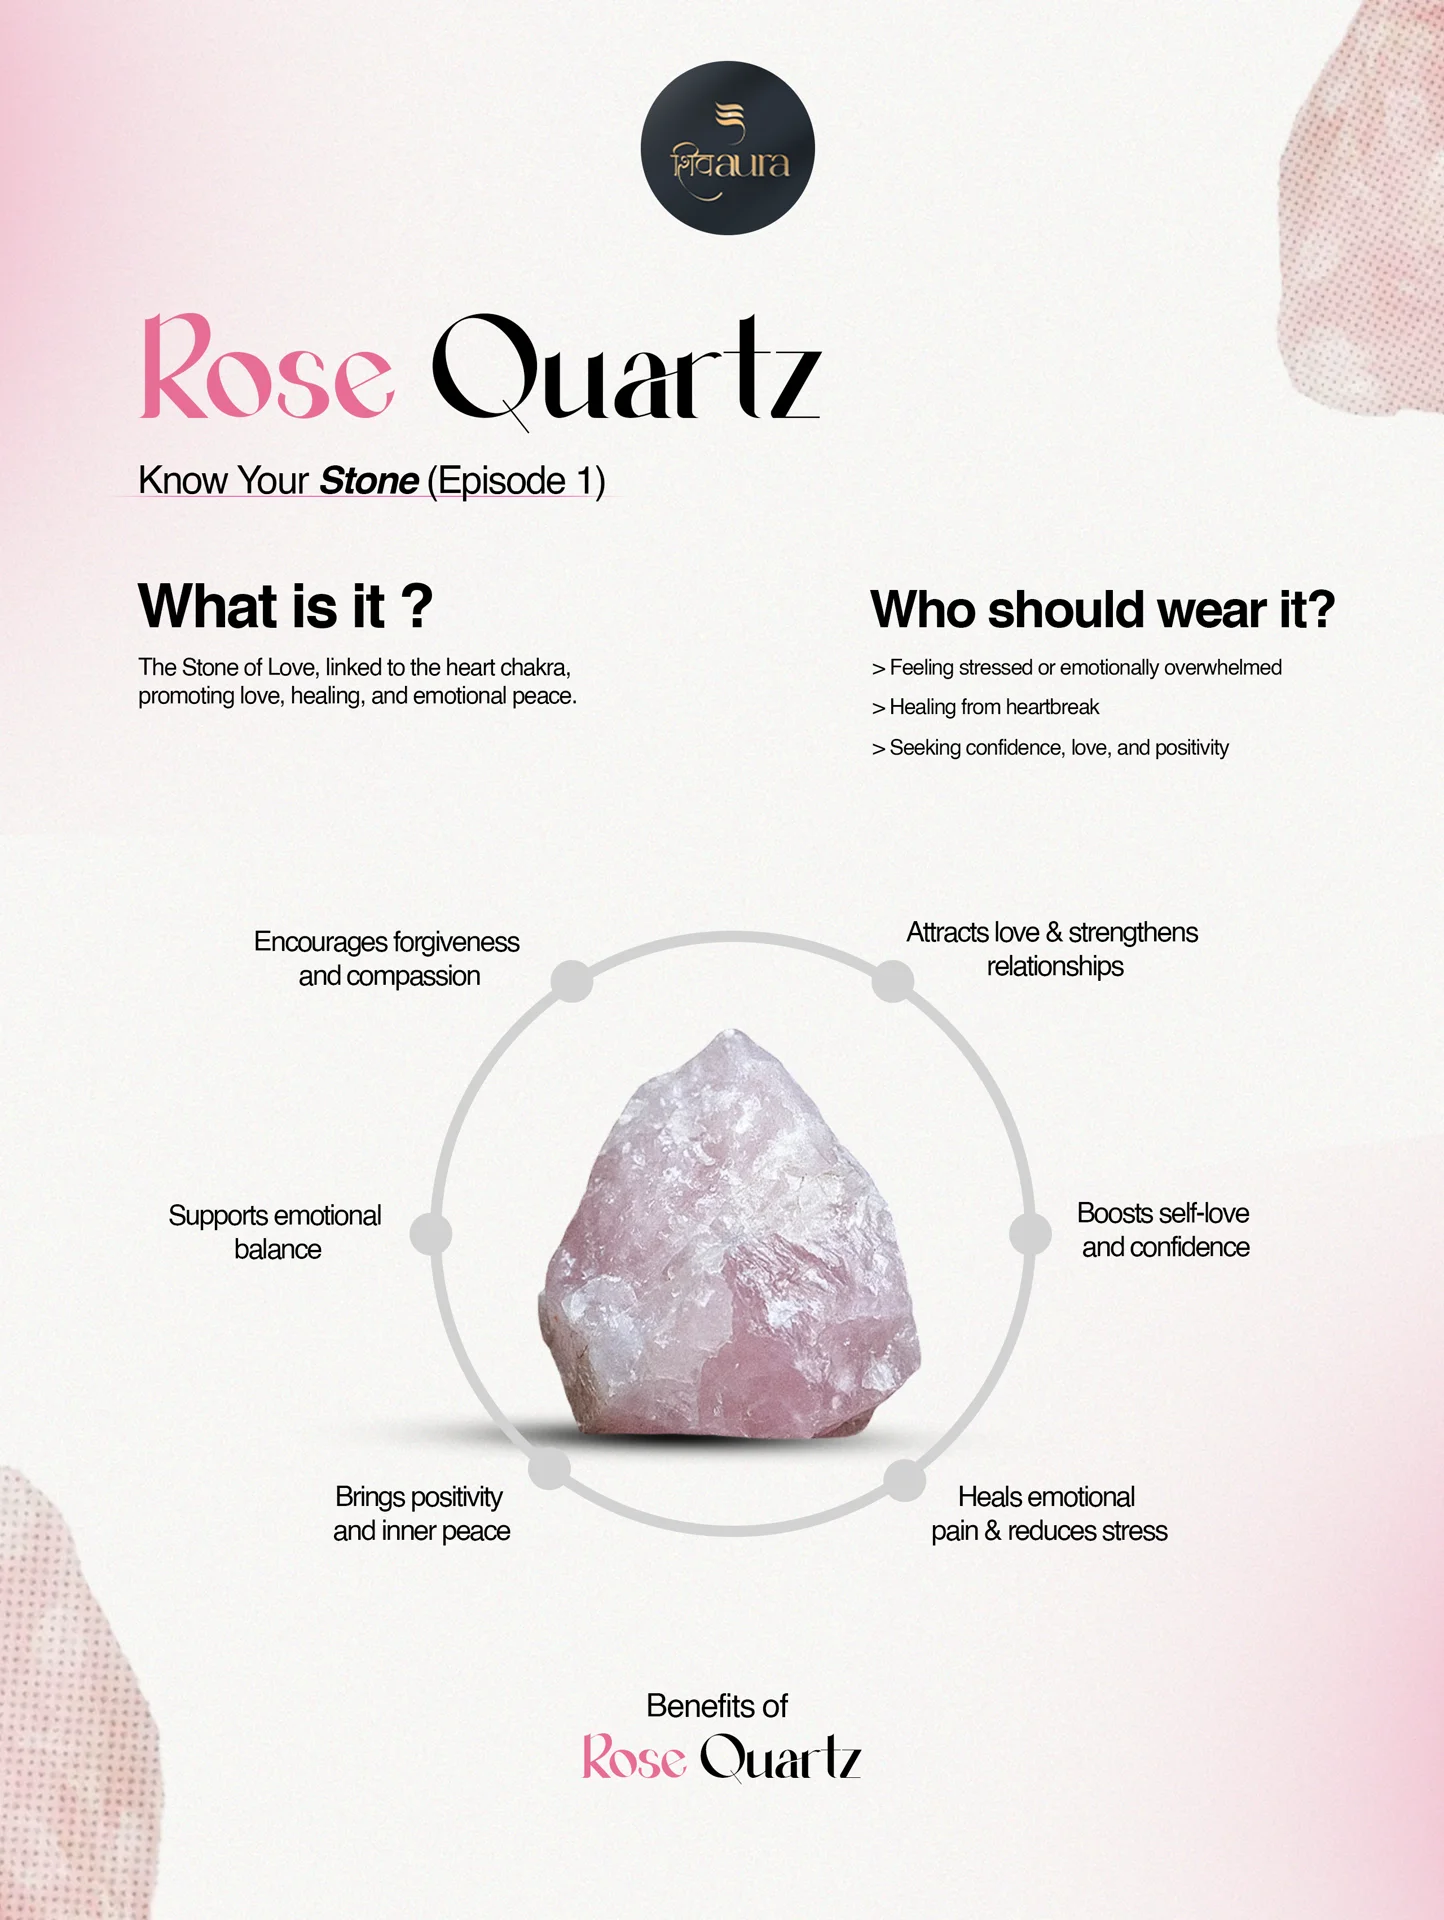 शिवaura
Rose Quartz
Know Your Stone (Episode 1)
What is it ?
The Stone of Love, linked to the heart chakra,
promoting love, healing, and emotional peace.
Who should wear it?
> Feeling stressed or emotionally overwhelmed
> Healing from heartbreak
> Seeking confidence, love, and positivity
Encourages forgiveness
and compassion
Attracts love & strengthens
relationships
Supports emotional
balance
Boosts self-love
and confidence
Brings positivity
and inner peace
Heals emotional
pain & reduces stress
Benefits of
Rose Quartz